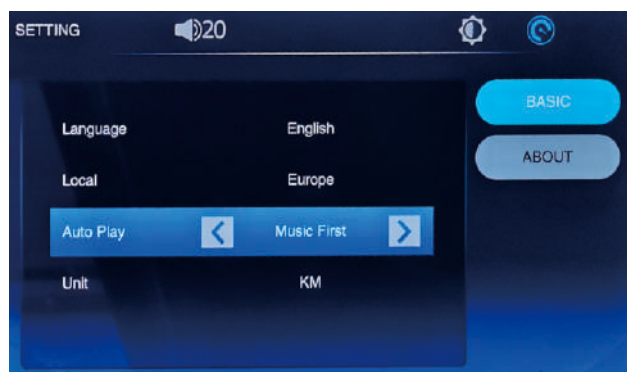 SETTING 20
BASIC
Language English
ABOUT
Local Europe
Auto Play Music First
Unit KM